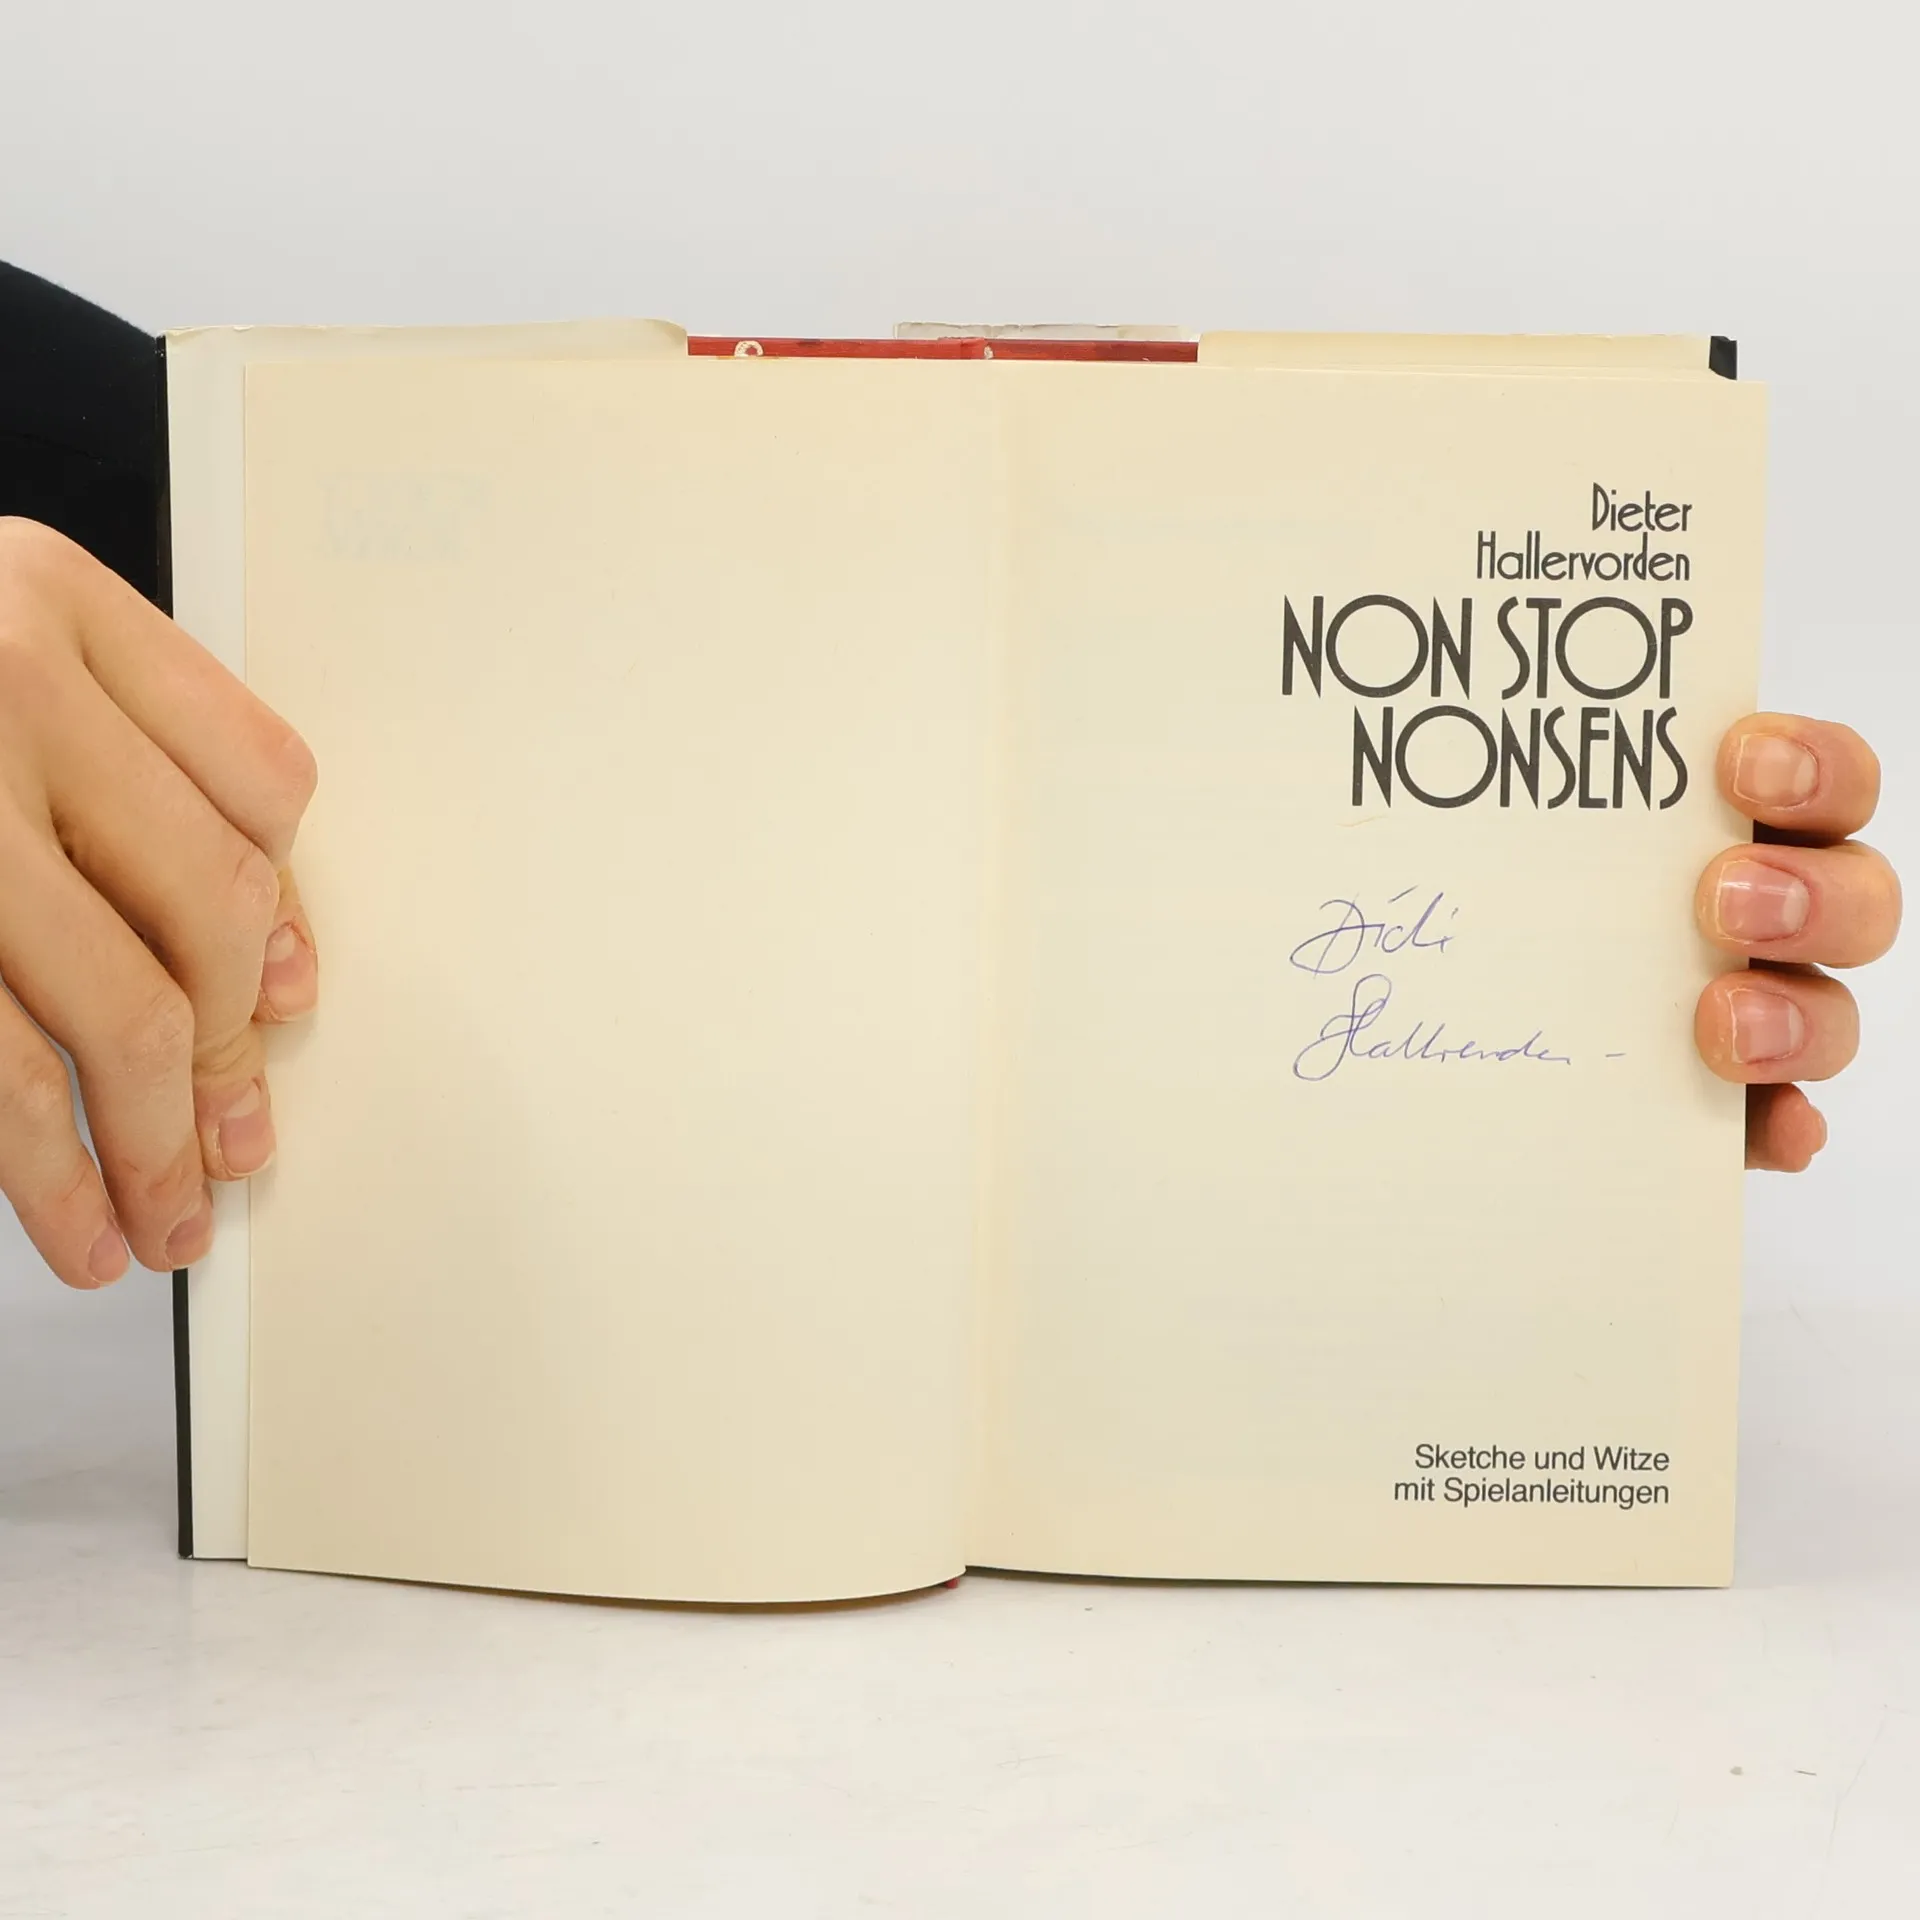 Dieter
Hallervorden
NON STOP
NONSENS
Didi
Hallervorden -
Sketche und Witze
mit Spielanleitungen